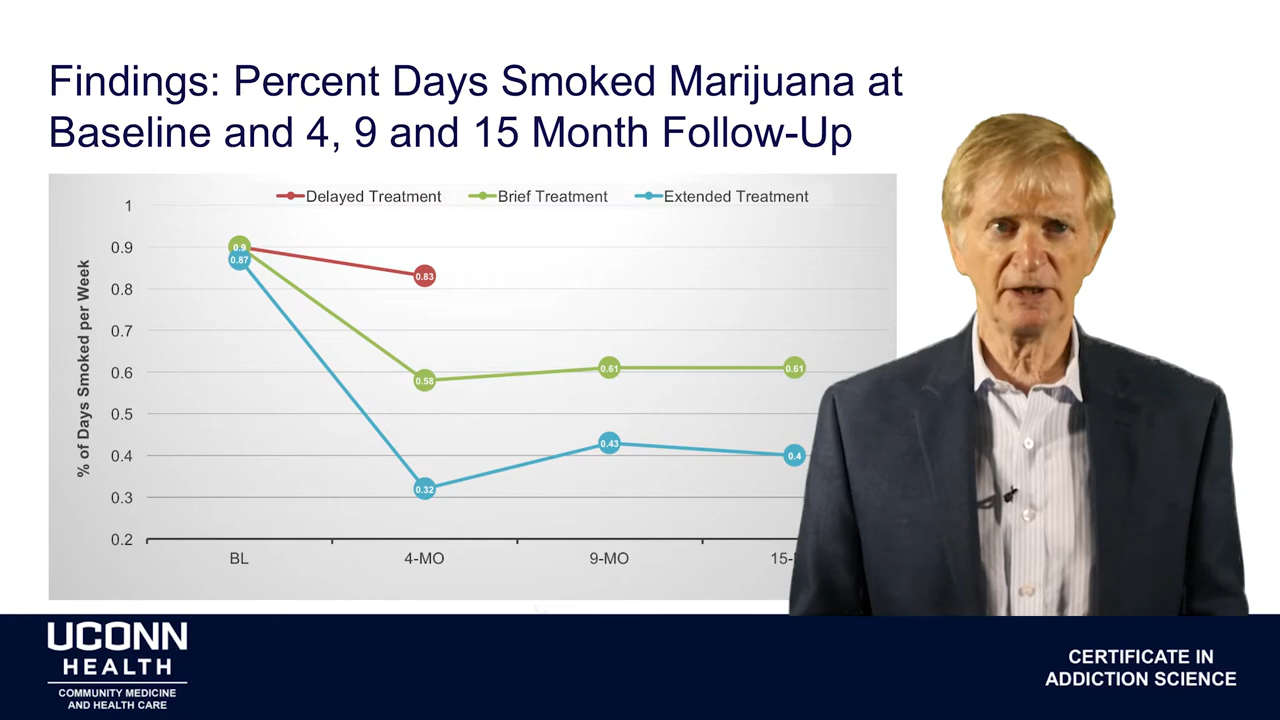 Findings: Percent Days Smoked Marijuana at
Baseline and 4, 9 and 15 Month Follow-Up
Delayed Treatment
Brief Treatment
Extended Treatment
% of Days Smoked per Week
1
0.9
0.8
0.7
0.6
0.5
0.4
0.3
0.2
0.9
0.87
0.83
0.58
0.61
0.61
0.32
0.43
0.4
BL
4-MO
9-MO
15-
UCONN
HEALTH
COMMUNITY MEDICINE
AND HEALTH CARE
CERTIFICATE IN
ADDICTION SCIENCE